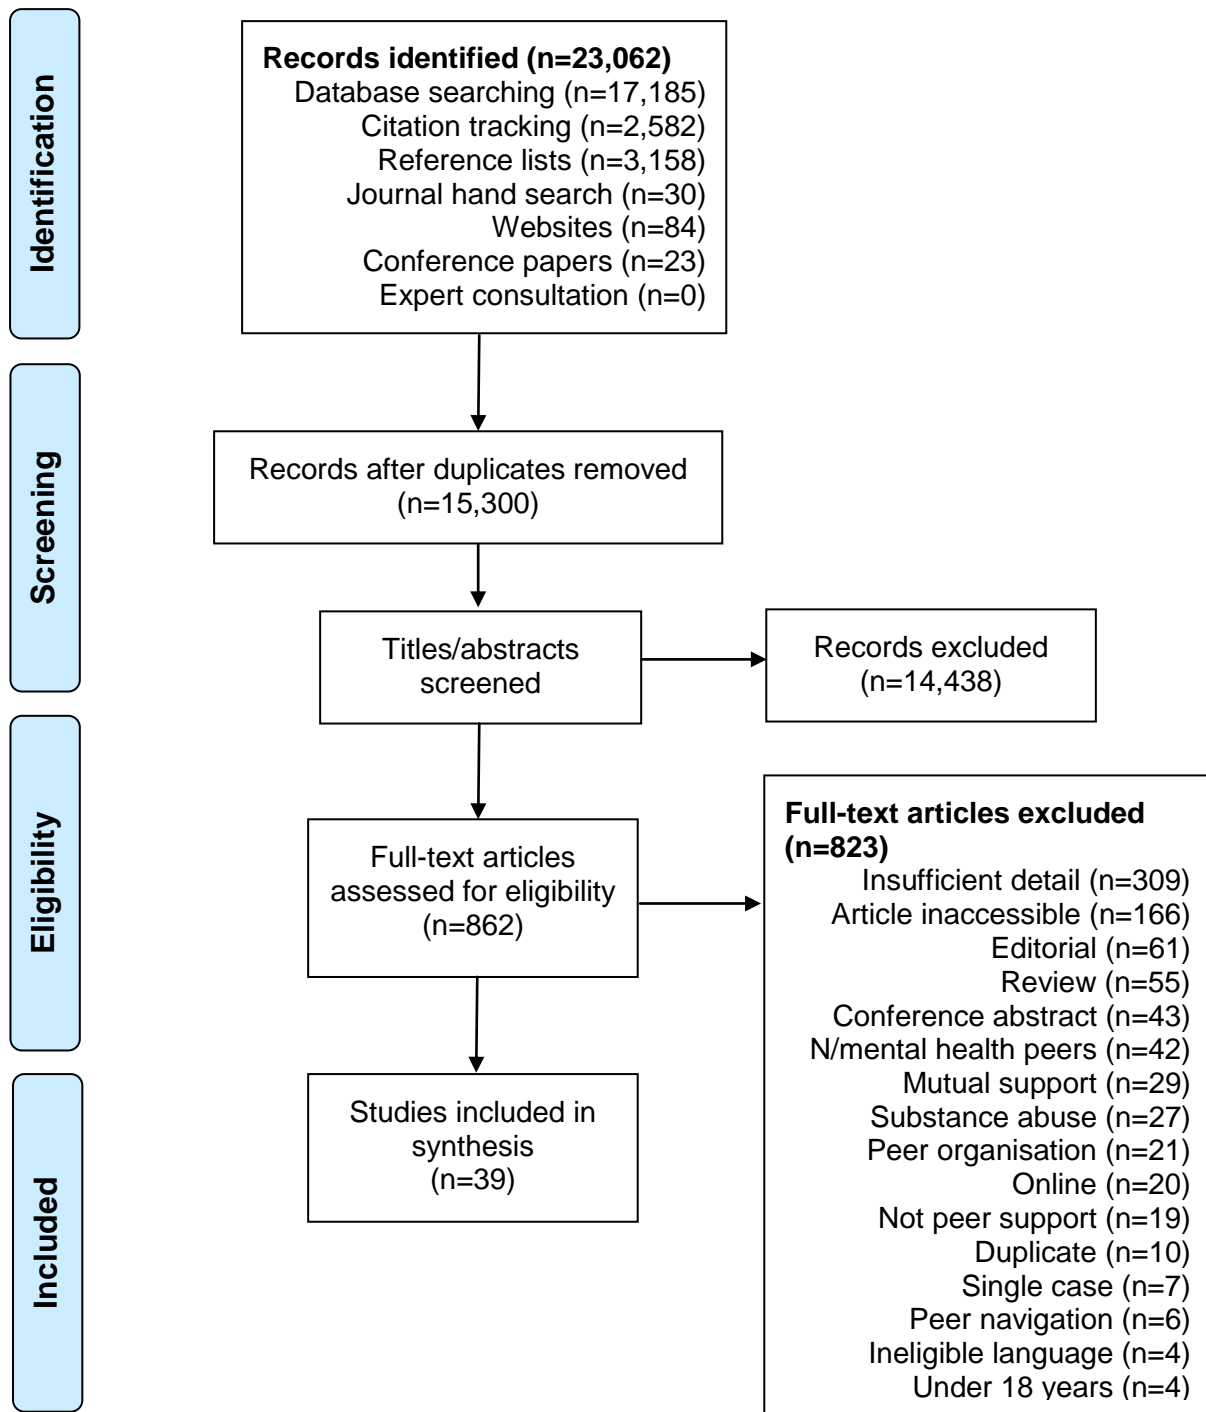 Identification
Records identified (n=23,062)
Database searching (n=17,185)
Citation tracking (n=2,582)
Reference lists (n=3,158)
Journal hand search (n=30)
Websites (n=84)
Conference papers (n=23)
Expert consultation (n=0)
Screening
Records after duplicates removed
(n=15,300)
Titles/abstracts
screened
Records excluded
(n=14,438)
Eligibility
Full-text articles
assessed for eligibility
(n=862)
Full-text articles excluded
(n=823)
Insufficient detail (n=309)
Article inaccessible (n=166)
Editorial (n=61)
Review (n=55)
Conference abstract (n=43)
N/mental health peers (n=42)
Mutual support (n=29)
Substance abuse (n=27)
Peer organisation (n=21)
Online (n=20)
Not peer support (n=19)
Duplicate (n=10)
Single case (n=7)
Peer navigation (n=6)
Ineligible language (n=4)
Under 18 years (n=4)
Included
Studies included in
synthesis
(n=39)